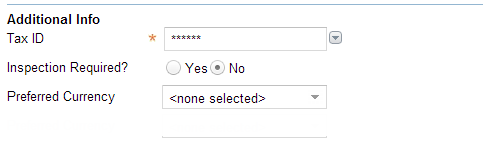 Additional Info
Tax ID * ******
Inspection Required? Yes No
Preferred Currency <none selected>